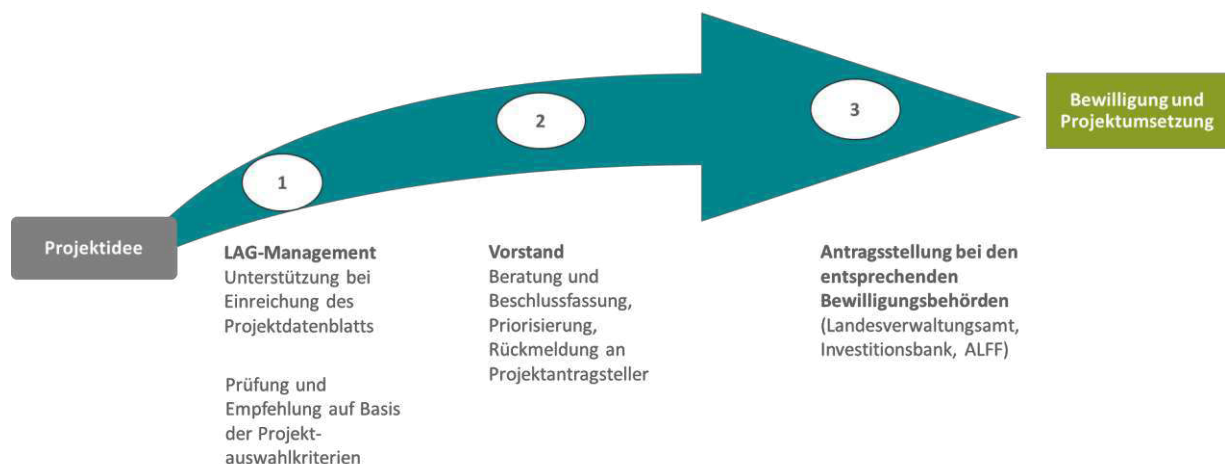 Projektidee
1
LAG-Management
Unterstützung bei
Einreichung des
Projektdatenblatts
Prüfung und
Empfehlung auf Basis
der Projekt-
auswahlkriterien
2
Vorstand
Beratung und
Beschlussfassung,
Priorisierung,
Rückmeldung an
Projektantragsteller
3
Antragsstellung bei den
entsprechenden
Bewilligungsbehörden
(Landesverwaltungsamt,
Investitionsbank, ALFF)
Bewilligung und
Projektumsetzung